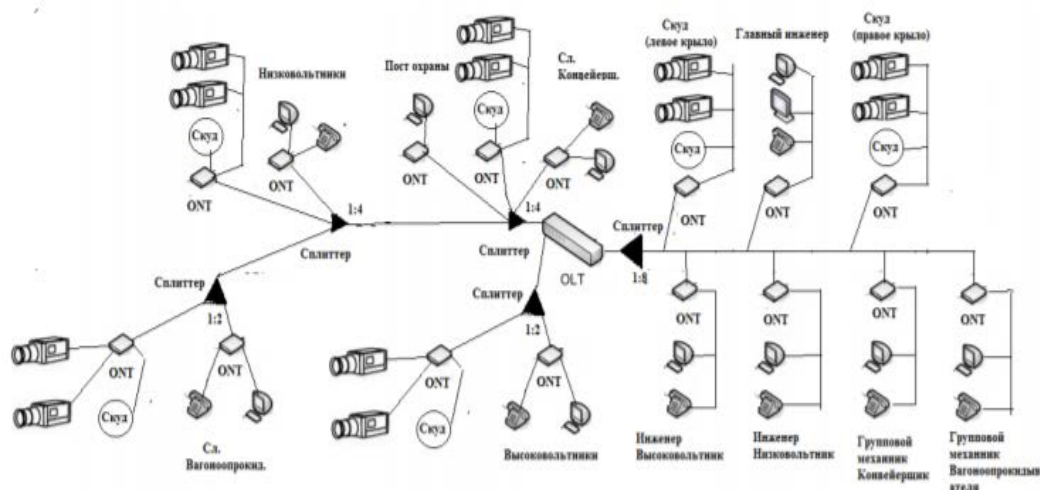 Низковольтники
Пост охраны
Сл.
Конвейерщ.
Скуд
(левое крыло)
Главный инженер
Скуд
(правое крыло)
Скуд
ONT
ONT
ONT
Скуд
ONT
ONT
Скуд
ONT
ONT
Скуд
ONT
1:4
Сплиттер
1:4
Сплиттер
OLT
Сплиттер
1:8
Сплиттер
1:2
ONT
Скуд
ONT
Сл.
Вагоноопрокид.
Сплиттер
1:2
ONT
Скуд
ONT
Высоковольтники
ONT
Инженер
Высоковольтник
ONT
Инженер
Низковольтник
ONT
Групповой
механник
Конвейерщик
ONT
Групповой
механник
Вагоноопрокидыв
ателя